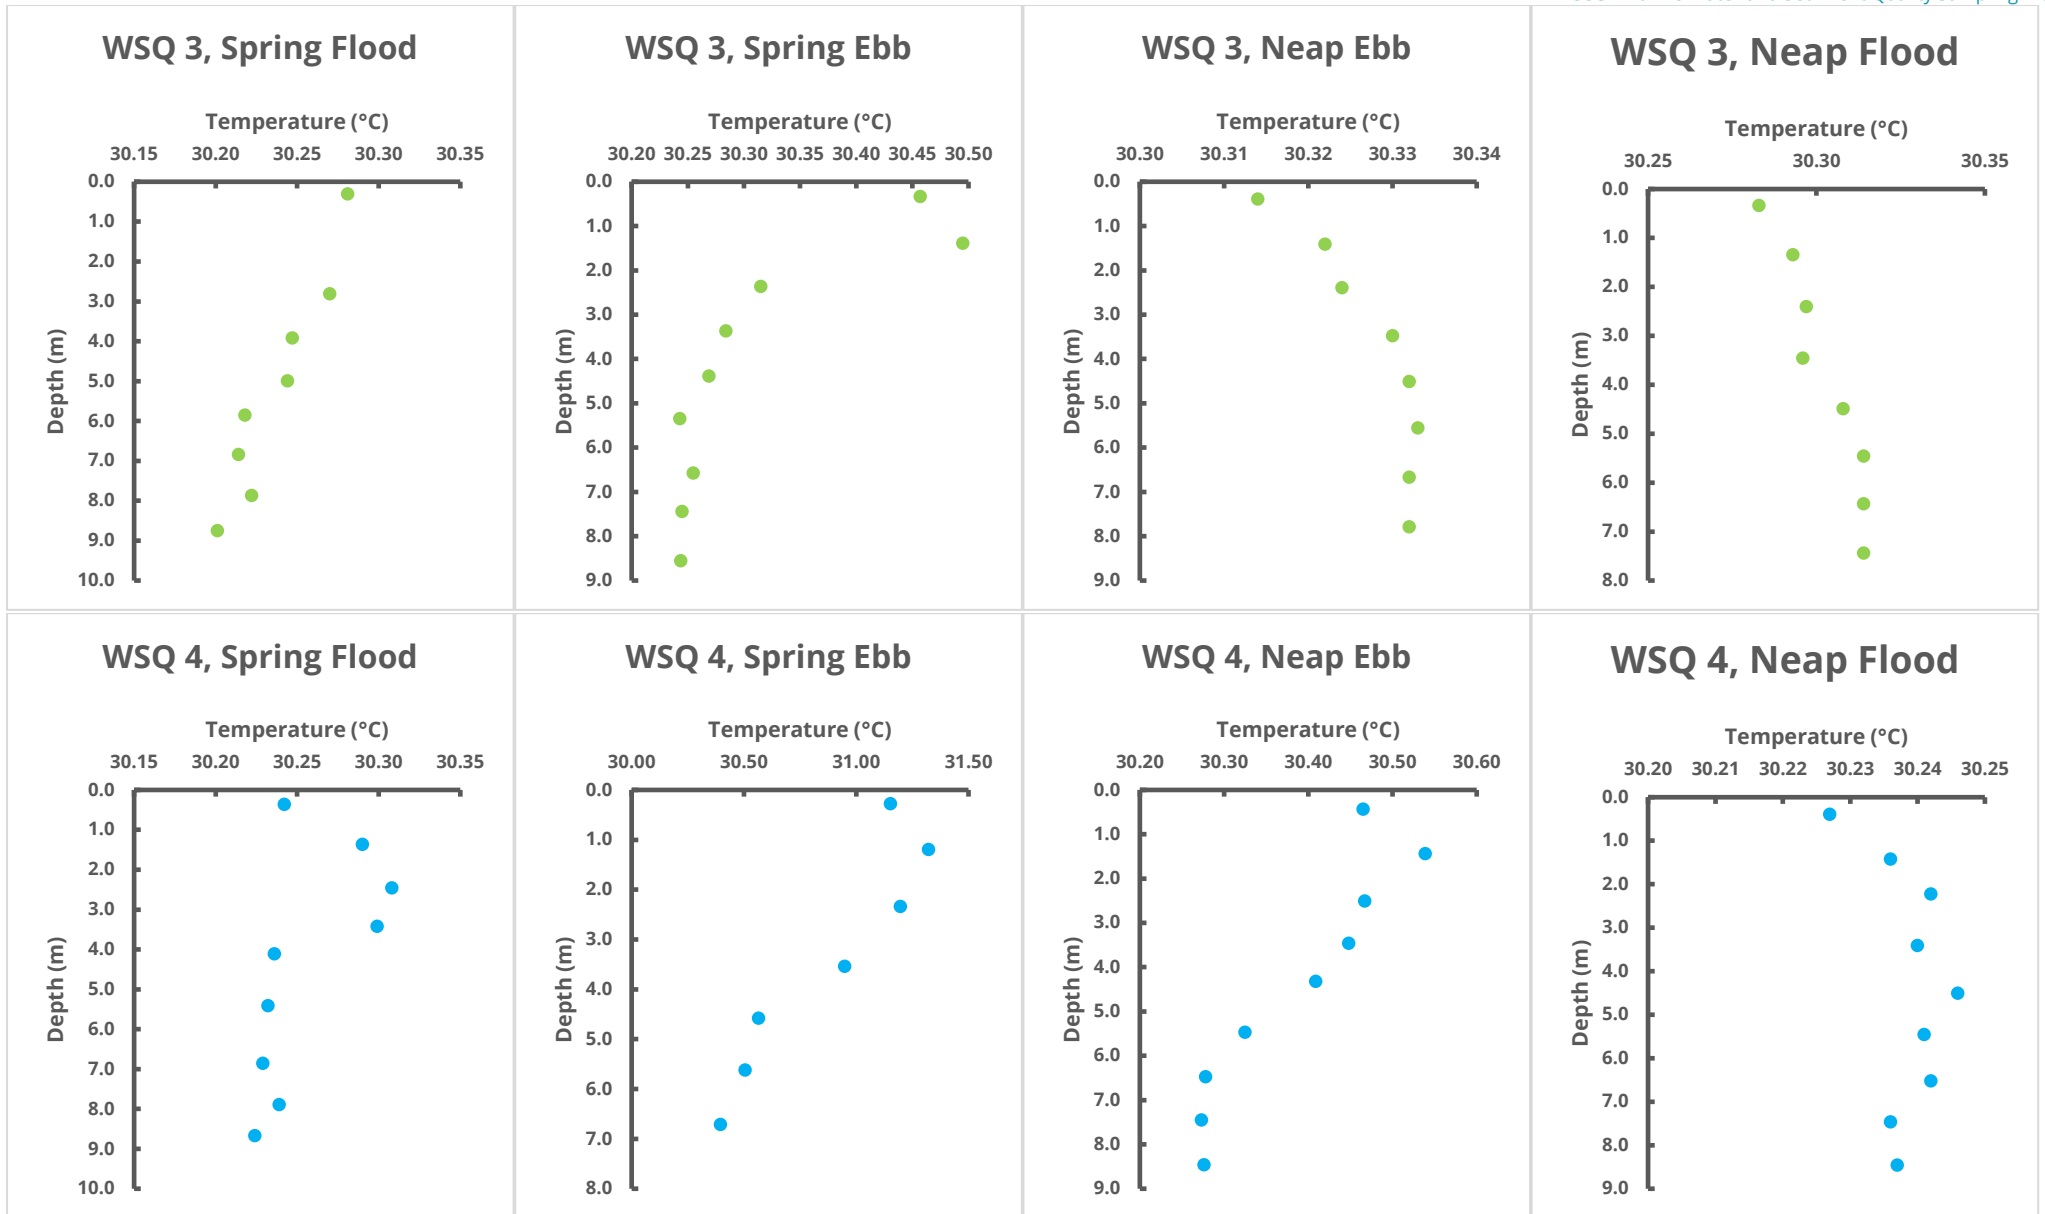 WSQ 3, Spring Flood
Temperature (°C)
30.15 30.20 30.25 30.30 30.35
0.0
1.0
2.0
3.0
4.0
5.0
6.0
7.0
8.0
9.0
10.0
Depth (m)
WSQ 3, Spring Ebb
Temperature (°C)
30.20 30.25 30.30 30.35 30.40 30.45 30.50
0.0
1.0
2.0
3.0
4.0
5.0
6.0
7.0
8.0
9.0
Depth (m)
WSQ 3, Neap Ebb
Temperature (°C)
30.30 30.31 30.32 30.33 30.34
0.0
1.0
2.0
3.0
4.0
5.0
6.0
7.0
8.0
9.0
Depth (m)
WSQ 3, Neap Flood
Temperature (°C)
30.25 30.30 30.35
0.0
1.0
2.0
3.0
4.0
5.0
6.0
7.0
8.0
Depth (m)
WSQ 4, Spring Flood
Temperature (°C)
30.15 30.20 30.25 30.30 30.35
0.0
1.0
2.0
3.0
4.0
5.0
6.0
7.0
8.0
9.0
10.0
Depth (m)
WSQ 4, Spring Ebb
Temperature (°C)
30.00 30.50 31.00 31.50
0.0
1.0
2.0
3.0
4.0
5.0
6.0
7.0
8.0
Depth (m)
WSQ 4, Neap Ebb
Temperature (°C)
30.20 30.30 30.40 30.50 30.60
0.0
1.0
2.0
3.0
4.0
5.0
6.0
7.0
8.0
9.0
Depth (m)
WSQ 4, Neap Flood
Temperature (°C)
30.20 30.21 30.22 30.23 30.24 30.25
0.0
1.0
2.0
3.0
4.0
5.0
6.0
7.0
8.0
9.0
Depth (m)